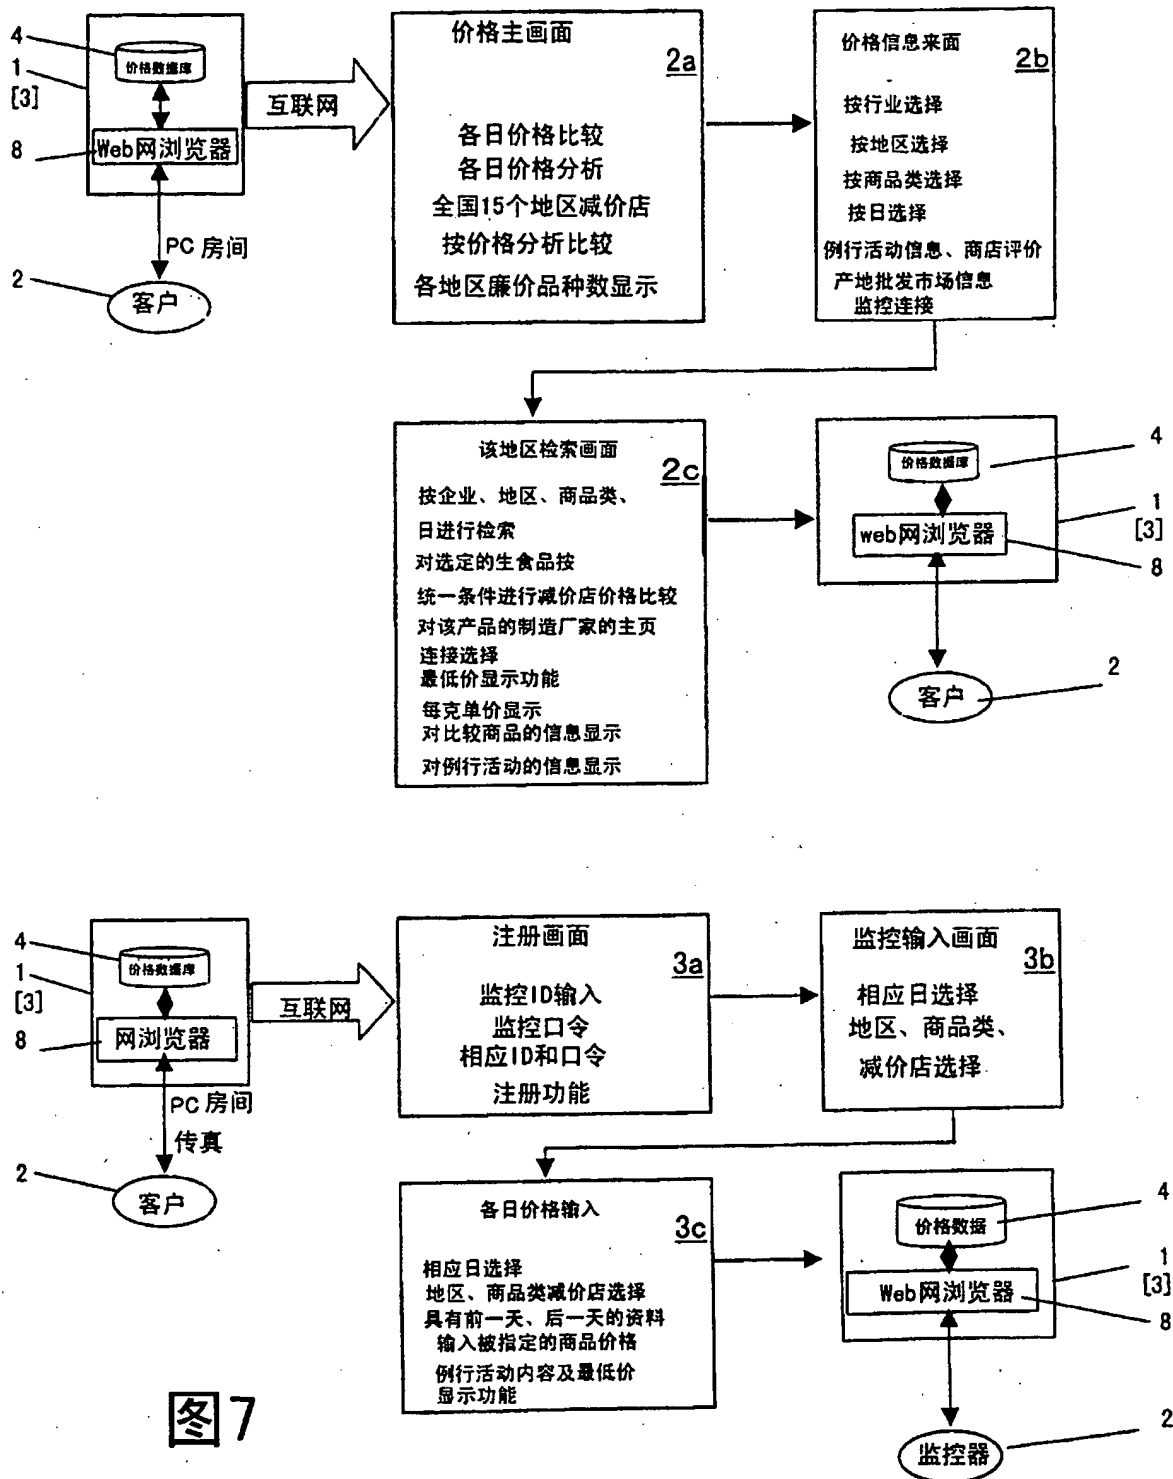 4
1
[3]
8
2
价格数据库
Web网浏览器
PC 房间
客户
互联网
价格主画面
2a
各日价格比较
各日价格分析
全国15个地区减价店
按价格分析比较
各地区廉价品种数显示
价格信息来面
2b
按行业选择
按地区选择
按商品类选择
按日选择
例行活动信息、商店评价
产地批发市场信息
监控连接
该地区检索画面
2c
按企业、地区、商品类、
日进行检索
对选定的生食品按
统一条件进行减价店价格比较
对该产品的制造厂家的主页
连接选择
最低价显示功能
每克单价显示
对比较商品的信息显示
对例行活动的信息显示
价格数据库
web网浏览器
客户
4
1
[3]
8
2
4
1
[3]
8
2
价格数据库
网浏览器
PC 房间
传真
客户
互联网
注册画面
3a
监控ID输入
监控口令
相应ID和口令
注册功能
监控输入画面
3b
相应日选择
地区、商品类、
减价店选择
各日价格输入
3c
相应日选择
地区、商品类减价店选择
具有前一天、后一天的资料
输入被指定的商品价格
例行活动内容及最低价
显示功能
价格数据
Web网浏览器
监控器
4
1
[3]
8
2
图7